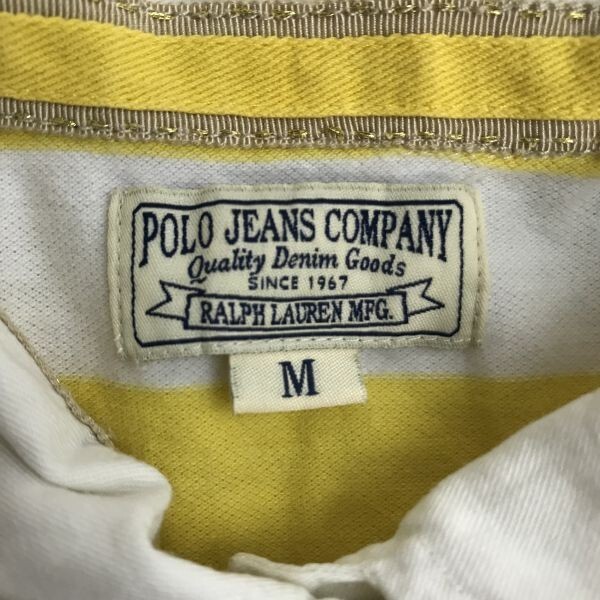 POLO JEANS COMPANY
Quality Denim Goods
SINCE 1967
RALPH LAUREN MFG.
M